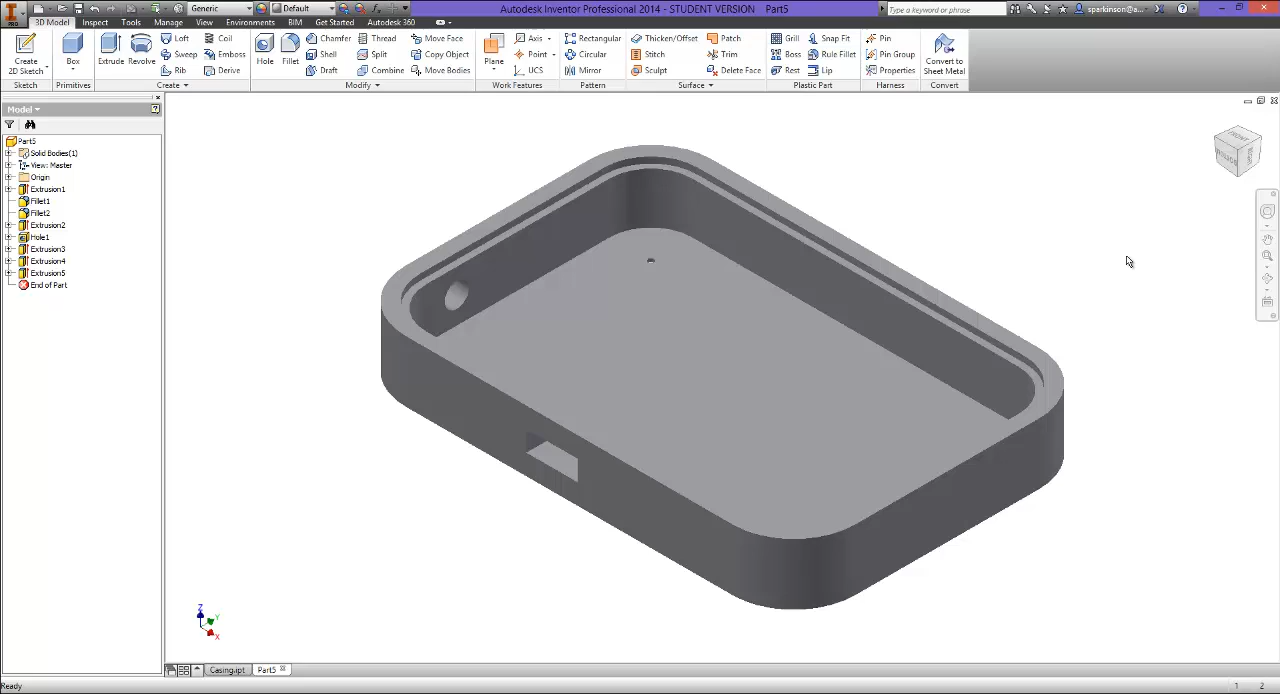 Generic Default Autodesk Inventor Professional 2014 - STUDENT VERSION Part5 Type a keyword or phrase sparkinson@a...
PRO 3D Model Inspect Tools Manage View Environments BIM Get Started Autodesk 360
Create 2D Sketch Box Extrude Revolve Loft Coil Hole Fillet Chamfer Thread Move Face Plane Axis Rectangular Thicken/Offset Patch Grill Snap Fit Pin Convert to Sheet Metal
Sweep Emboss Shell Split Copy Object Point Circular Stitch Trim Boss Rule Fillet Pin Group
Rib Derive Draft Combine Move Bodies UCS Mirror Sculpt Delete Face Rest Lip Properties
Sketch Primitives Create Modify Work Features Pattern Surface Plastic Part Harness Convert
Model
Part5
Solid Bodies(1)
View: Master
Origin
Extrusion1
Fillet1
Fillet2
Extrusion2
Hole1
Extrusion3
Extrusion4
Extrusion5
End of Part
FRONT
BOTTOM
Z
Y
X
Casing.ipt Part5
Ready 1 2